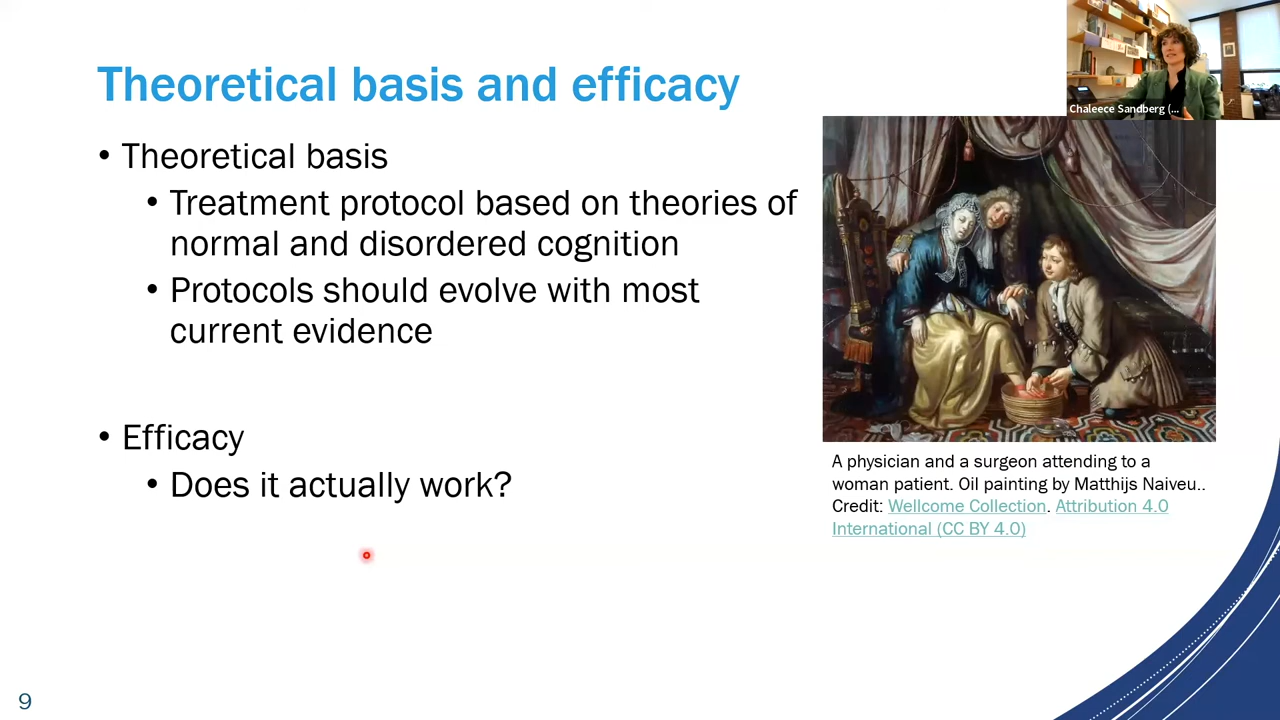 Theoretical basis and efficacy
• Theoretical basis
• Treatment protocol based on theories of
normal and disordered cognition
• Protocols should evolve with most
current evidence
• Efficacy
• Does it actually work?
Chaleece Sandberg (...
A physician and a surgeon attending to a
woman patient. Oil painting by Matthijs Naiveu..
Credit: Wellcome Collection. Attribution 4.0
International (CC BY 4.0)
9